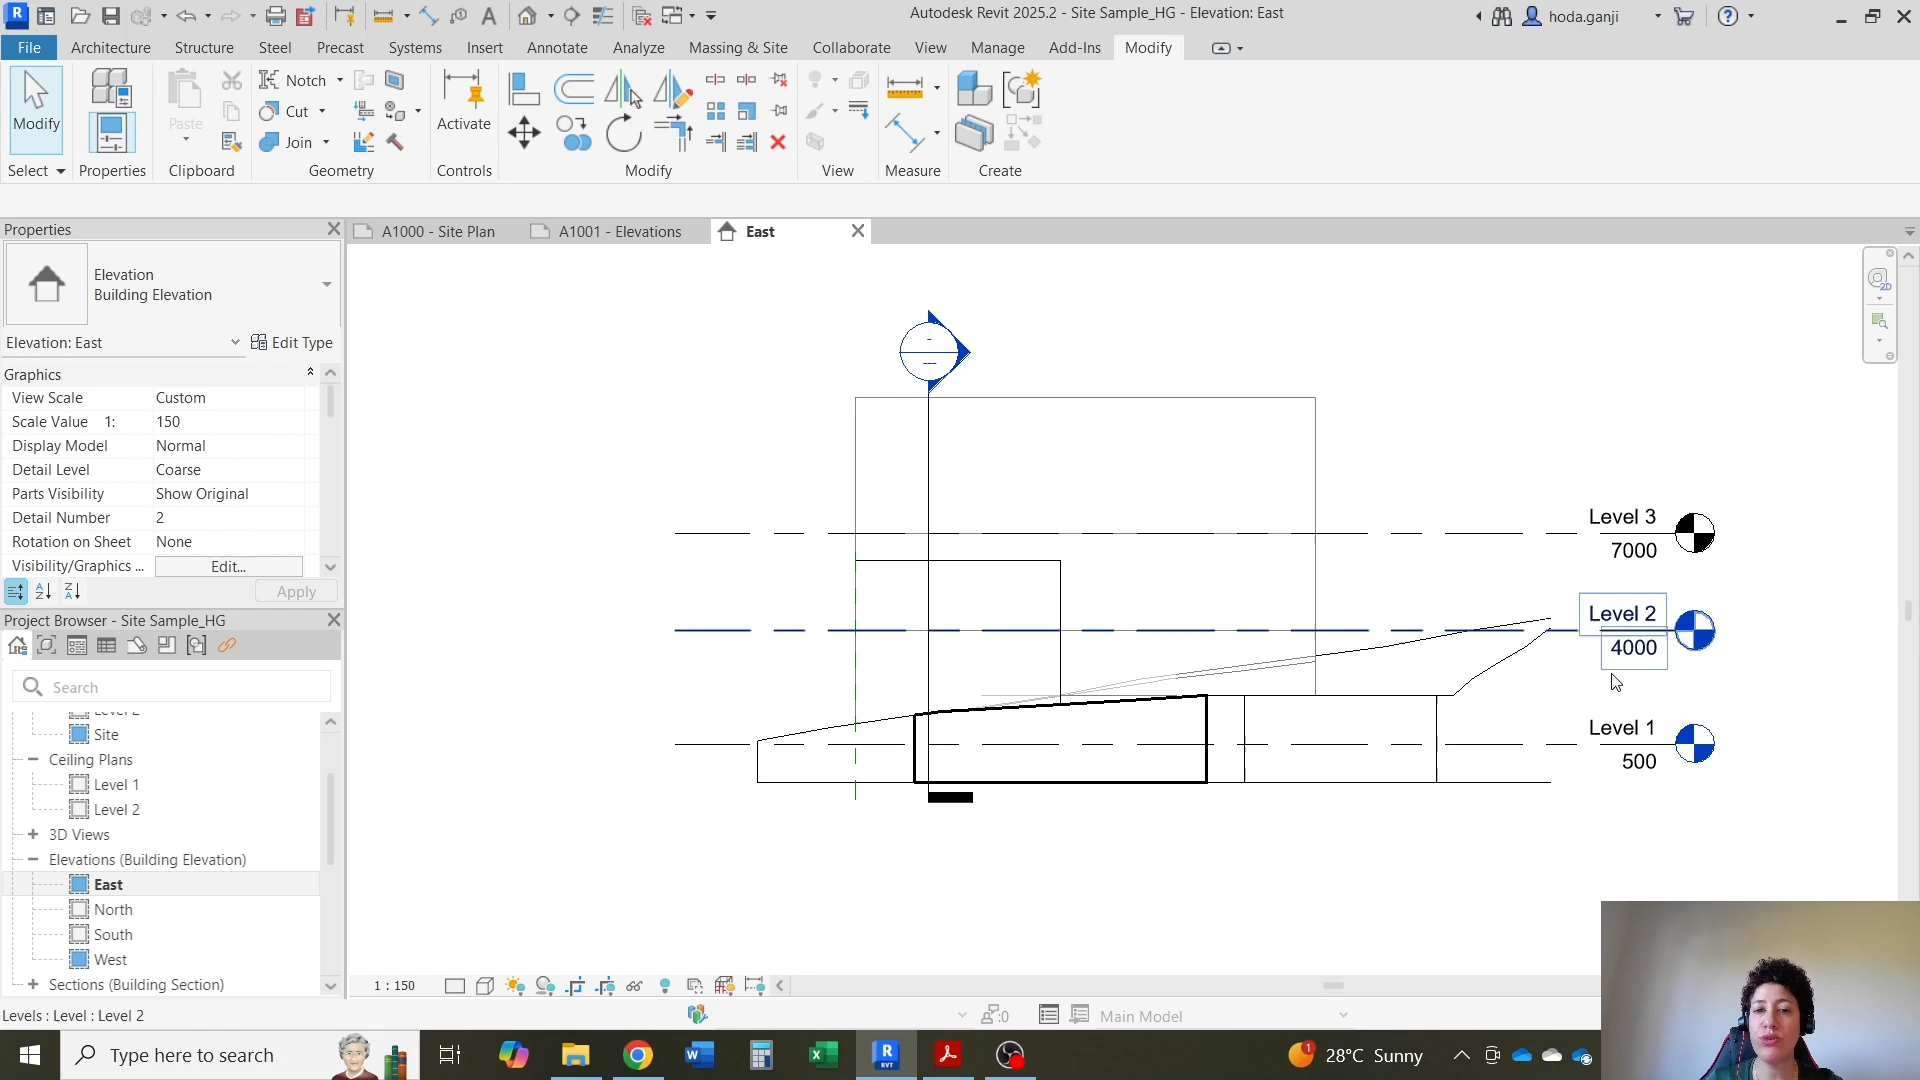 Autodesk Revit 2025.2 - Site Sample_HG - Elevation: East
hoda.ganji
File Architecture Structure Steel Precast Systems Insert Annotate Analyze Massing & Site Collaborate View Manage Add-Ins Modify
Modify
Paste
Notch
Cut
Join
Activate
Select Properties Clipboard Geometry Controls Modify View Measure Create
Properties
A1000 - Site Plan
A1001 - Elevations
East
Elevation
Building Elevation
Elevation: East
Edit Type
Graphics
View Scale Custom
Scale Value 1: 150
Display Model Normal
Detail Level Coarse
Parts Visibility Show Original
Detail Number 2
Rotation on Sheet None
Visibility/Graphics ... Edit...
Apply
Project Browser - Site Sample_HG
Search
Level 2
Site
Ceiling Plans
Level 1
Level 2
3D Views
Elevations (Building Elevation)
East
North
South
West
Sections (Building Section)
Level 3
7000
Level 2
4000
Level 1
500
1 : 150
Levels : Level : Level 2
:0
Main Model
Type here to search
28°C Sunny